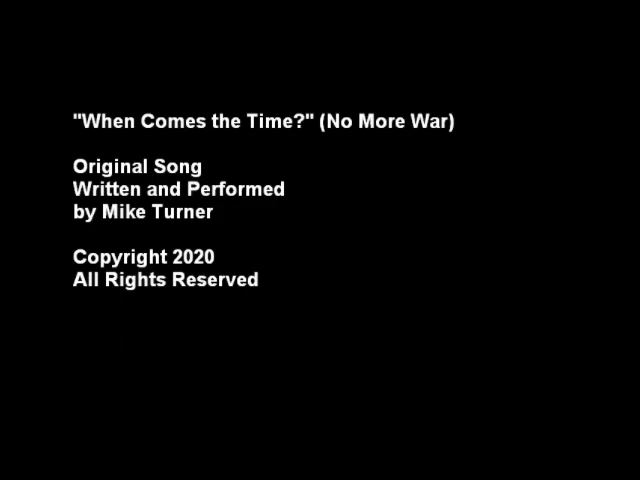 "When Comes the Time?" (No More War)
Original Song
Written and Performed
by Mike Turner
Copyright 2020
All Rights Reserved